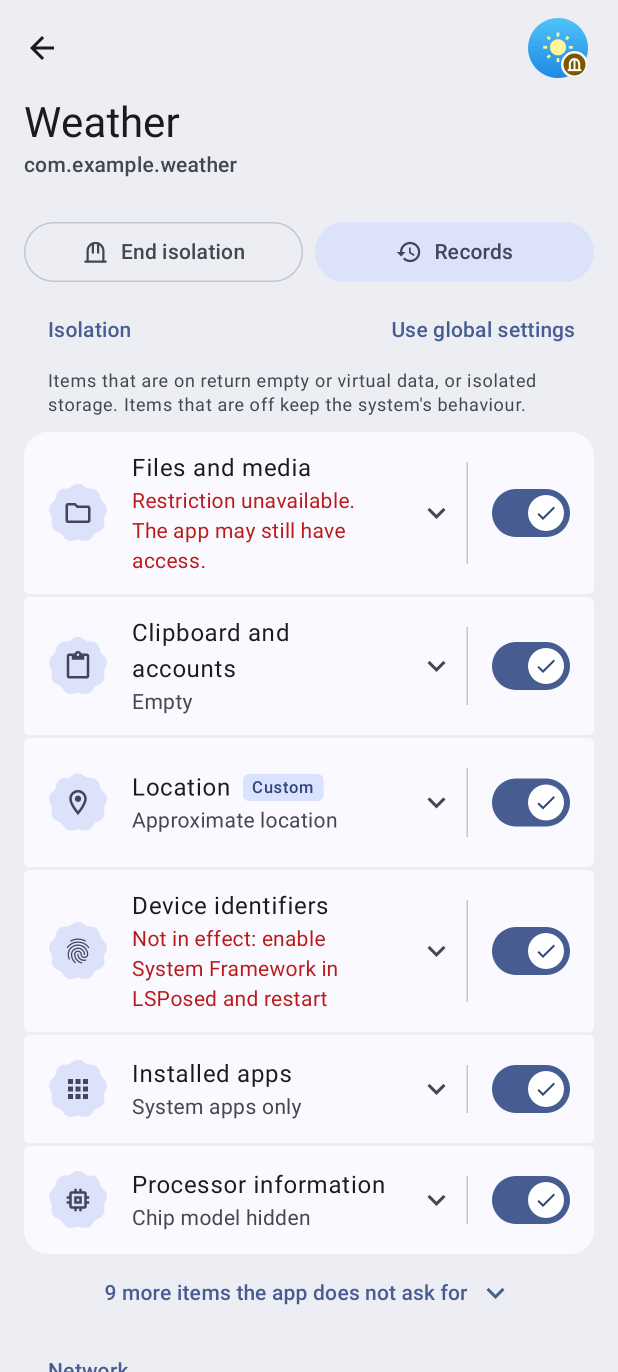 Weather
com.example.weather
End isolation
Records
Isolation
Use global settings
Items that are on return empty or virtual data, or isolated
storage. Items that are off keep the system's behaviour.
Files and media
Restriction unavailable.
The app may still have
access.
Clipboard and
accounts
Empty
Location
Custom
Approximate location
Device identifiers
Not in effect: enable
System Framework in
LSPosed and restart
Installed apps
System apps only
Processor information
Chip model hidden
9 more items the app does not ask for
Network